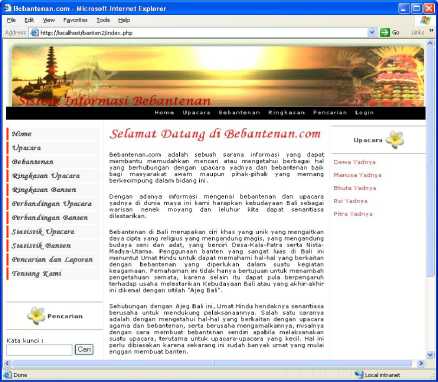 Bebantenan.com - Microsoft Internet Explorer
File Edit View Favorites Tools Help
Address http://localhost/banten2/index.php Go Links
Sistem Informasi Bebantenan
Home Upacara Bebantenan Ringkasan Pencarian Login
Home
Upacara
Bebantenan
Ringkasan Upacara
Ringkasan Banten
Perbandingan Upacara
Perbandingan Banten
Statistik Upacara
Statistik Banten
Pencarian dan Laporan
Tentang Kami
Pencarian
Kata kunci :
Cari
Selamat Datang di Bebantenan.com
Bebantenan.com adalah sebuah sarana informasi yang dapat
membantu memudahkan mencari atau mengetahui berbagai hal
yang berhubungan dengan upacara yadnya dan bebantenan baik
bagi masyarakat awam maupun pihak-pihak yang memang
berkecimpung dalam bidang ini.
Dengan adanya informasi mengenai bebantenan dan upacara
yadnya di dunia maya ini kami harapkan kebudayaan Bali sebagai
warisan nenek moyang dan leluhur kita dapat senantiasa
dilestarikan.
Bebantenan di Bali merupakan ciri khas yang unik yang mengaitkan
daya cipta yang religius yang mengandung magis, yang mengandung
budaya seni dan adat, yang berciri Desa-Kala-Patra serta Nista-
Madya-Utama. Penggunaan banten yang sangat luas di Bali ini
menuntut Umat Hindu untuk dapat memahami hal-hal yang berkaitan
dengan Bebantenan yang diperlukan dalam suatu kegiatan
keagamaan. Pemahaman ini tidak hanya bertujuan untuk menambah
pengetahuan semata, karena selain itu dapat pula berpengaruh
terhadap usaha melestarikan Kebudayaan Bali atau yang akhir-akhir
ini dikenal dengan istilah "Ajeg Bali".
Sehubungan dengan Ajeg Bali ini, Umat Hindu hendaknya senantiasa
berusaha untuk mendukung pelaksanaannya. Salah satu caranya
adalah dengan mengetahui hal-hal yang berkaitan dengan upacara
agama dan bebantenan, serta berusaha mengamalkannya, misalnya
dengan cara membuat bebantenan sendiri apabila melaksanakan
suatu upacara, terutama untuk upacara-upacara yang kecil. Hal ini
perlu dibiasakan karena sekarang ini sudah banyak umat yang mulai
enggan membuat banten.
Upacara
Dewa Yadnya
Manusa Yadnya
Bhuta Yadnya
Rsi Yadnya
Pitra Yadnya
Done
Local intranet